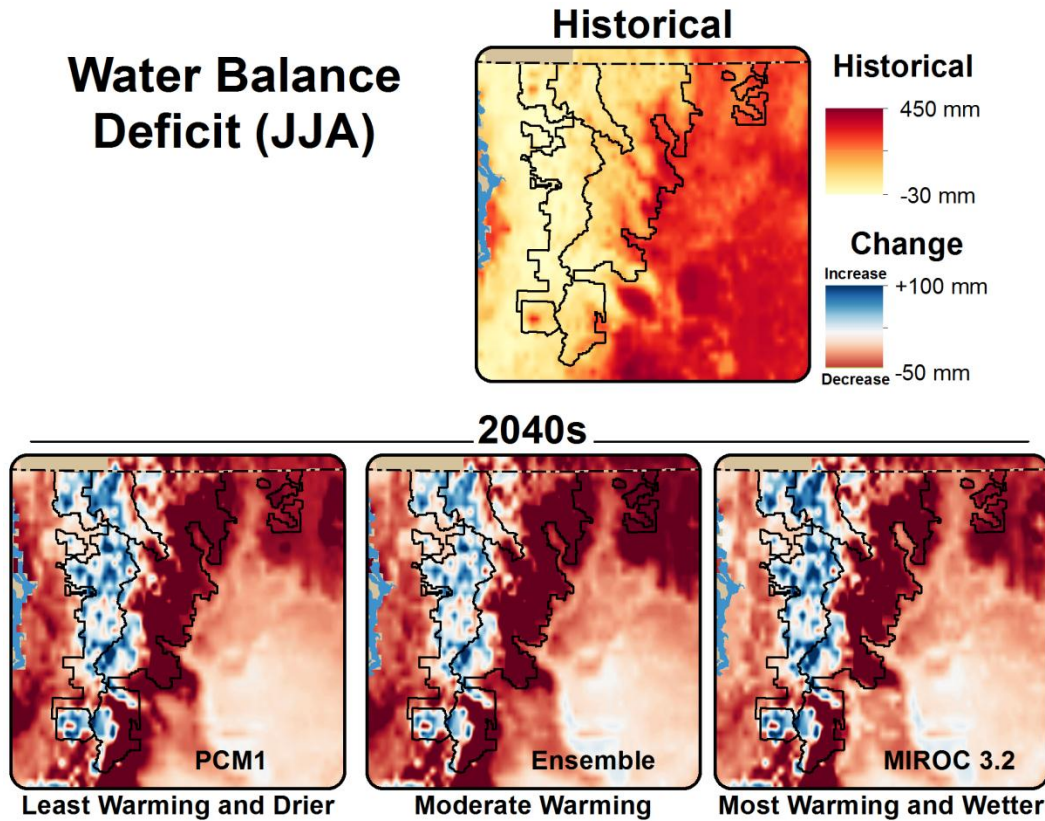 Water Balance
Deficit (JJA)
Historical
Historical
450 mm
-30 mm
Change
Increase
+100 mm
Decrease
-50 mm
2040s
PCM1
Ensemble
MIROC 3.2
Least Warming and Drier
Moderate Warming
Most Warming and Wetter